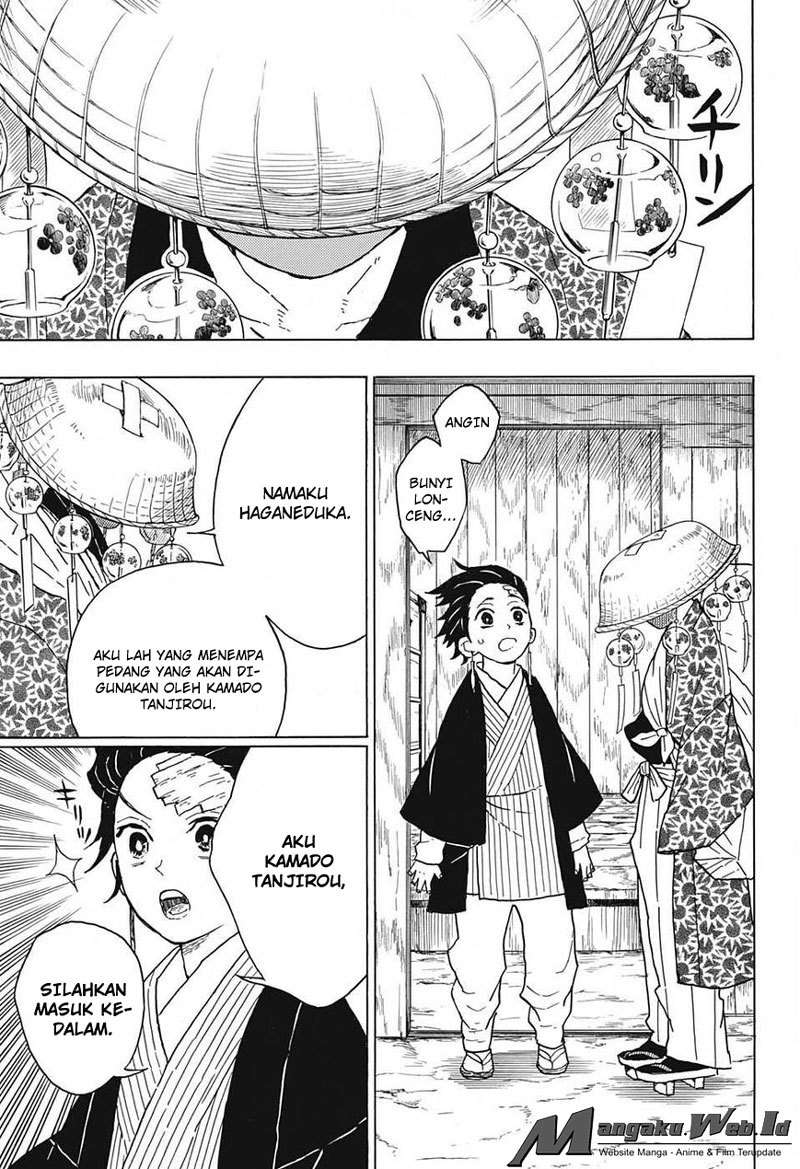 チリン
ANGIN
BUNYI
LON-
CENG...
NAMAKU
HAGANEDUKA.
AKU LAH YANG MENEMPA
PEDANG YANG AKAN DI-
GUNAKAN OLEH KAMADO
TANJIROU.
AKU
KAMADO
TANJIROU,
SILAHKAN
MASUK KE-
DALAM.
Mangaku.Web.Id
Website Manga - Anime & Film Terupdate